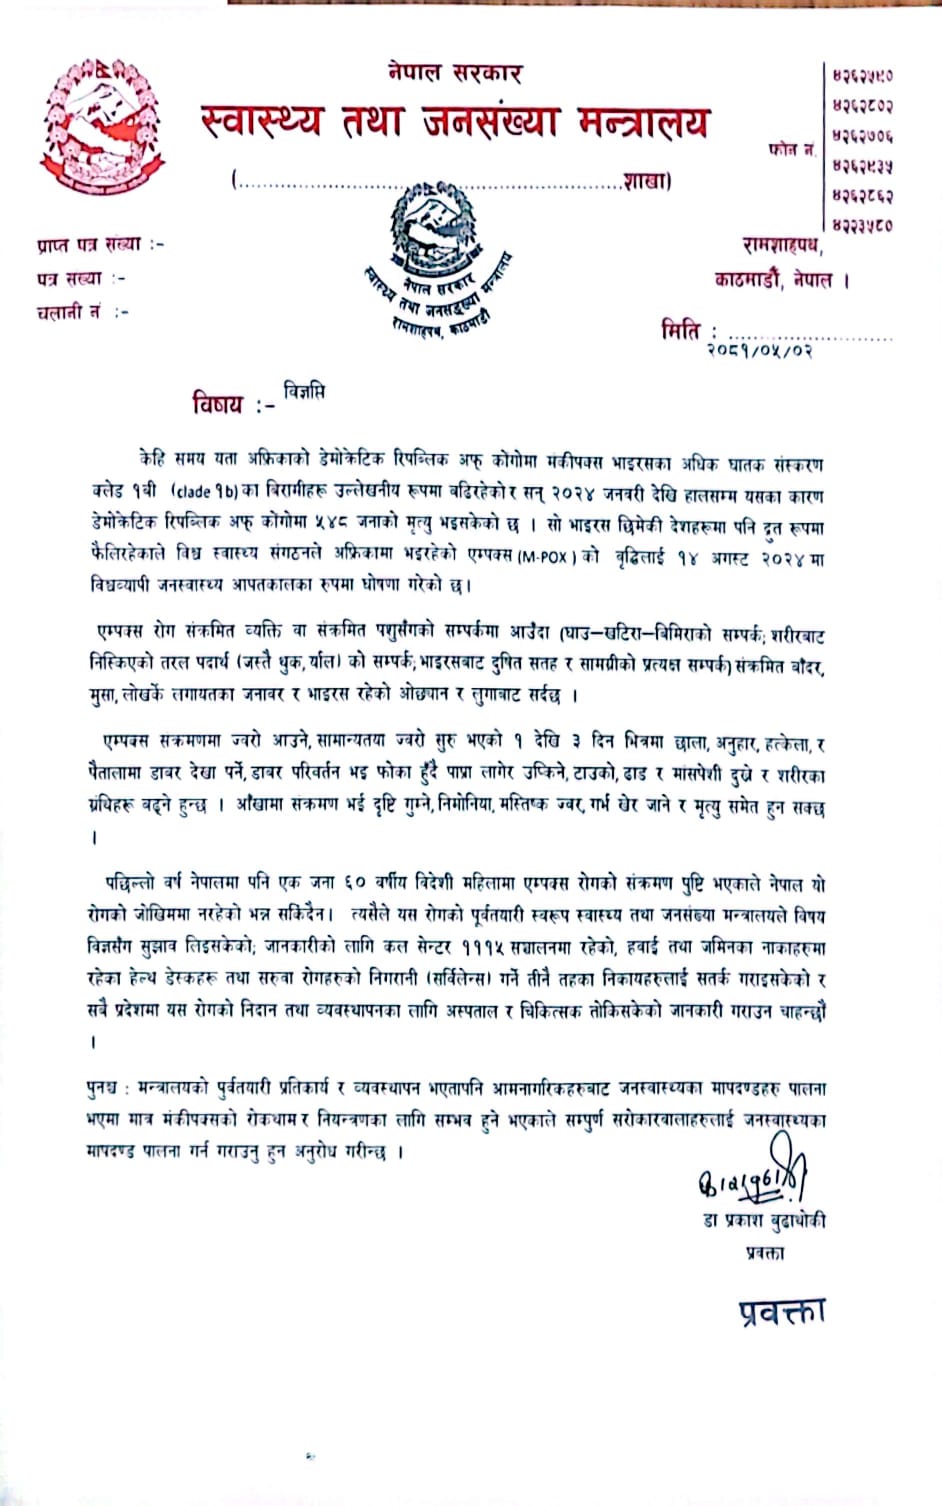 नेपाल सरकार
स्वास्थ्य तथा जनसंख्या मन्त्रालय
(.......................................................शाखा)
फोन नं.
४२६२५९०
४२६२८०२
४२६२७०६
४२६२९३५
४२६२८६२
४२२३५८०
प्राप्त पत्र संख्या :-
पत्र सख्या :-
चलानी नं :-
रामशाहपथ,
काठमाडौं, नेपाल ।
नेपाल सरकार
स्वास्थ्य तथा जनसङ्ख्या मन्त्रालय
रामशाहपथ, काठमाडौं
मिति : ............................
२०८१/०५/०२
विषय :- विज्ञप्ति
केहि समय यता अफ्रिकाको डेमोक्रेटिक रिपब्लिक अफ् कोंगोमा मंकीपक्स भाइरसका अधिक घातक संस्करण
क्लेड १बी (clade १b) का बिरामीहरू उल्लेखनीय रूपमा बढिरहेको र सन् २०२४ जनवरी देखि हालसम्म यसका कारण
डेमोक्रेटिक रिपब्लिक अफ् कोंगोमा ५४८ जनाको मृत्यु भइसकेको छ । सो भाइरस छिमेकी देशहरूमा पनि द्रुत रूपमा
फैलिरहेकाले विश्व स्वास्थ्य संगठनले अफ्रिकामा भइरहेको एम्पक्स (M-POX ) को वृद्धिलाई १४ अगस्ट २०२४ मा
विश्वव्यापी जनस्वास्थ्य आपतकालका रुपमा घोषणा गरेको छ।
एम्पक्स रोग संक्रमित व्यक्ति वा संक्रमित पशुसँगको सम्पर्कमा आउँदा (घाउ–खटिरा–बिमिराको सम्पर्क; शरीरबाट
निस्किएको तरल पदार्थ (जस्तै थुक, र्याल) को सम्पर्क; भाइरसबाट दुषित सतह र सामग्रीको प्रत्यक्ष सम्पर्क) संक्रमित बाँदर,
मुसा, लोखर्के लगायतका जनावर र भाइरस रहेको ओछ्यान र लुगाबाट सर्दछ ।
एम्पक्स संक्रमणमा ज्वरो आउने, सामान्यतया ज्वरो सुरु भएको १ देखि ३ दिन भित्रमा छाला, अनुहार, हत्केला, र
पैतालामा डाबर देखा पर्ने, डाबर परिवर्तन भइ फोका हुँदै पाप्रा लागेर उप्किने, टाउको, ढाड र मांसपेशी दुख्ने र शरीरका
ग्रंथिहरू बढ्ने हुन्छ । आँखामा संक्रमण भई दृष्टि गुम्ने, निमोनिया, मस्तिष्क ज्वर, गर्भ खेर जाने र मृत्यु समेत हुन सक्छ
।
पछिल्लो वर्ष नेपालमा पनि एक जना ६० वर्षीय विदेशी महिलामा एम्पक्स रोगको संक्रमण पुष्टि भएकाले नेपाल यो
रोगको जोखिममा नरहेको भन्न सकिँदैन। त्यसैले यस रोगको पूर्वतयारी स्वरूप स्वास्थ्य तथा जनसंख्या मन्त्रालयले विषय
विज्ञसँग सुझाव लिइसकेको; जानकारीको लागि कल सेन्टर १११५ सञ्चालनमा रहेको, हवाई तथा जमिनका नाकाहरुमा
रहेका हेल्थ डेस्कहरू तथा सरुवा रोगहरुको निगरानी (सर्विलेन्स) गर्ने तीनै तहका निकायहरुलाई सतर्क गराइसकेको र
सबै प्रदेशमा यस रोगको निदान तथा व्यवस्थापनका लागि अस्पताल र चिकित्सक तोकिसकेको जानकारी गराउन चाहन्छौं
।
पुनश्च : मन्त्रालयको पुर्वतयारी प्रतिकार्य र व्यवस्थापन भएतापनि आमनागरिकहरुबाट जनस्वास्थ्यका मापदण्डहरु पालना
भएमा मात्र मंकीपक्सको रोकथाम र नियन्त्रणका लागि सम्भव हुने भएकाले सम्पुर्ण सरोकारवालाहरुलाई जनस्वास्थ्यका
मापदण्ड पालना गर्न गराउनु हुन अनुरोध गरीन्छ ।
डा प्रकाश बुढाथोकी
प्रवक्ता
प्रवक्ता